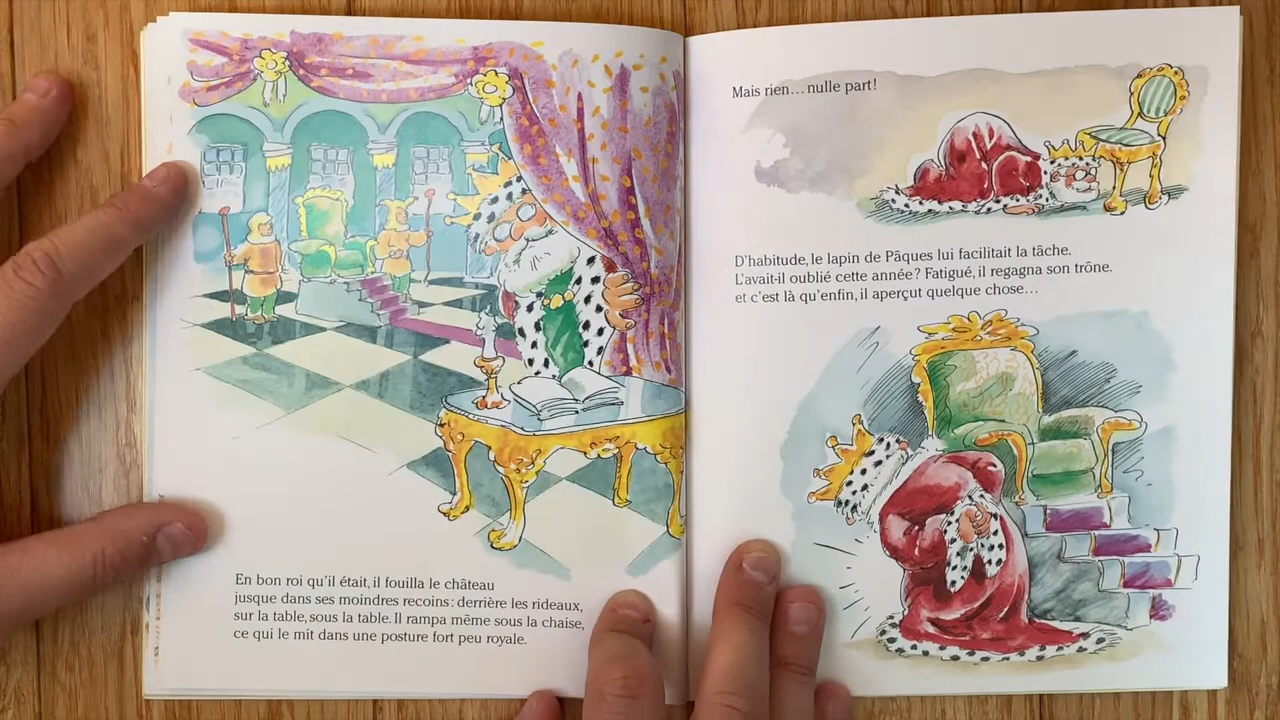 En bon roi qu'il était, il fouilla le château
jusque dans ses moindres recoins : derrière les rideaux,
sur la table, sous la table. Il rampa même sous la chaise,
ce qui le mit dans une posture fort peu royale.
Mais rien... nulle part !
D'habitude, le lapin de Pâques lui facilitait la tâche.
L'avait-il oublié cette année ? Fatigué, il regagna son trône.
et c'est là qu'enfin, il aperçut quelque chose...